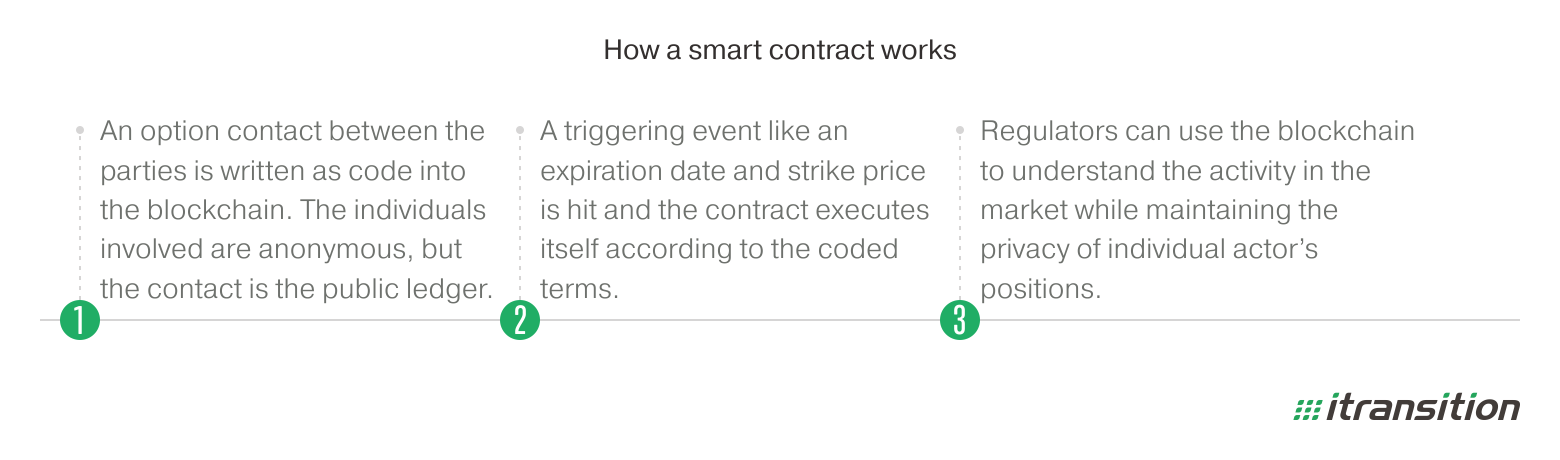 How a smart contract works
An option contact between the
parties is written as code into
the blockchain. The individuals
involved are anonymous, but
the contact is the public ledger.
1
A triggering event like an
expiration date and strike price
is hit and the contract executes
itself according to the coded
terms.
2
Regulators can use the blockchain
to understand the activity in the
market while maintaining the
privacy of individual actor’s
positions.
3
itransition